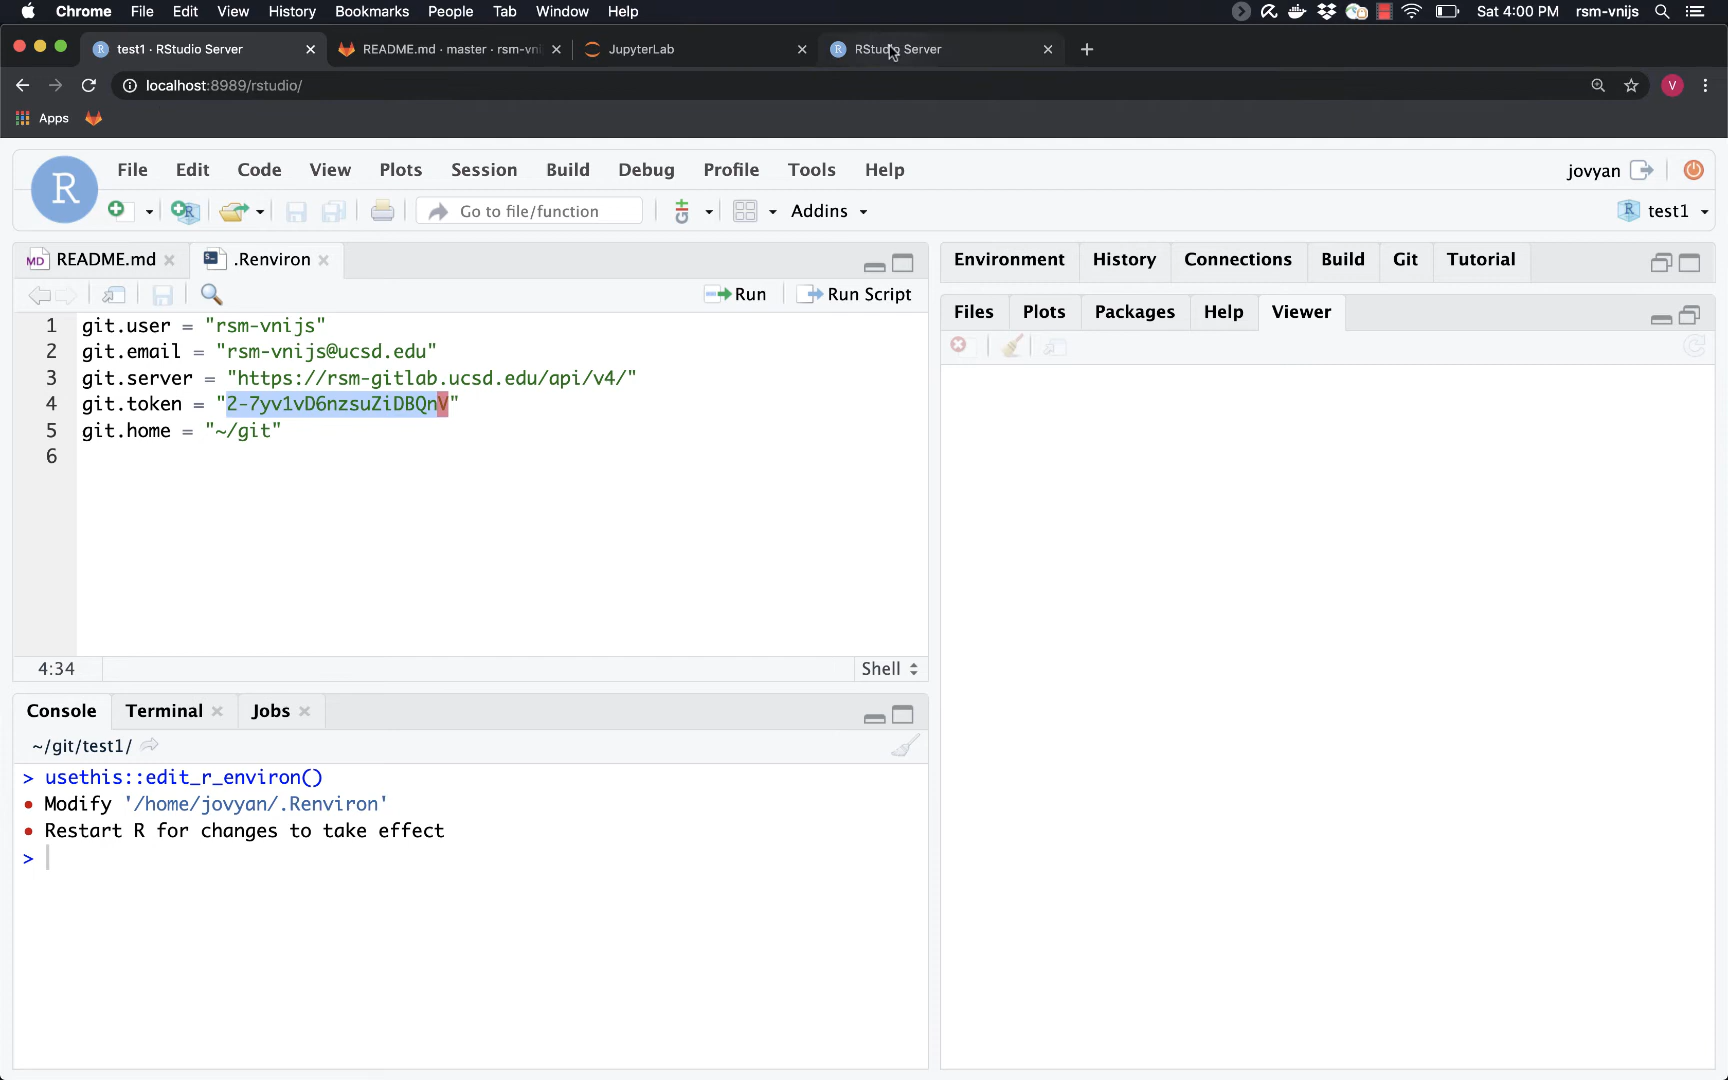 Chrome File Edit View History Bookmarks People Tab Window Help Sat 4:00 PM rsm-vnijs
test1 · RStudio Server README.md · master · rsm-vni JupyterLab RStudio Server
localhost:8989/rstudio/ V
Apps
R File Edit Code View Plots Session Build Debug Profile Tools Help jovyan
Go to file/function Addins R test1
MD README.md .Renviron Environment History Connections Build Git Tutorial
Run Run Script
Files Plots Packages Help Viewer
1 git.user = "rsm-vnijs"
2 git.email = "rsm-vnijs@ucsd.edu"
3 git.server = "https://rsm-gitlab.ucsd.edu/api/v4/"
4 git.token = "2-7yv1vD6nzsuZiDBQnV"
5 git.home = "~/git"
6
4:34 Shell
Console Terminal Jobs
~/git/test1/
> usethis::edit_r_environ()
• Modify '/home/jovyan/.Renviron'
• Restart R for changes to take effect
>